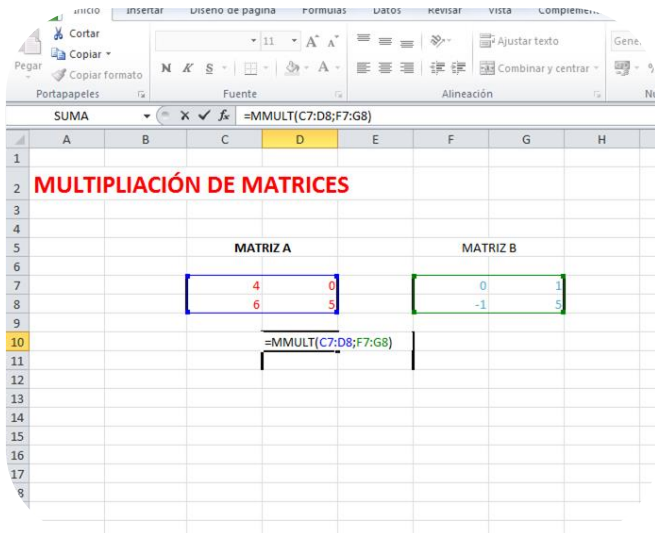 Inicio Insertar Diseño de página Fórmulas Datos Revisar Vista
Cortar
Copiar
Copiar formato
Pegar
Portapapeles
11 A A
N K S A
Fuente
Ajustar texto
Combinar y centrar
Alineación
Gene.
%
SUMA fx =MMULT(C7:D8;F7:G8)
A B C D E F G H
1
2 MULTIPLIACIÓN DE MATRICES
3
4
5 MATRIZ A MATRIZ B
6
7 4 0 0 1
8 6 5 -1 5
9
10 =MMULT(C7:D8;F7:G8)
11
12
13
14
15
16
17